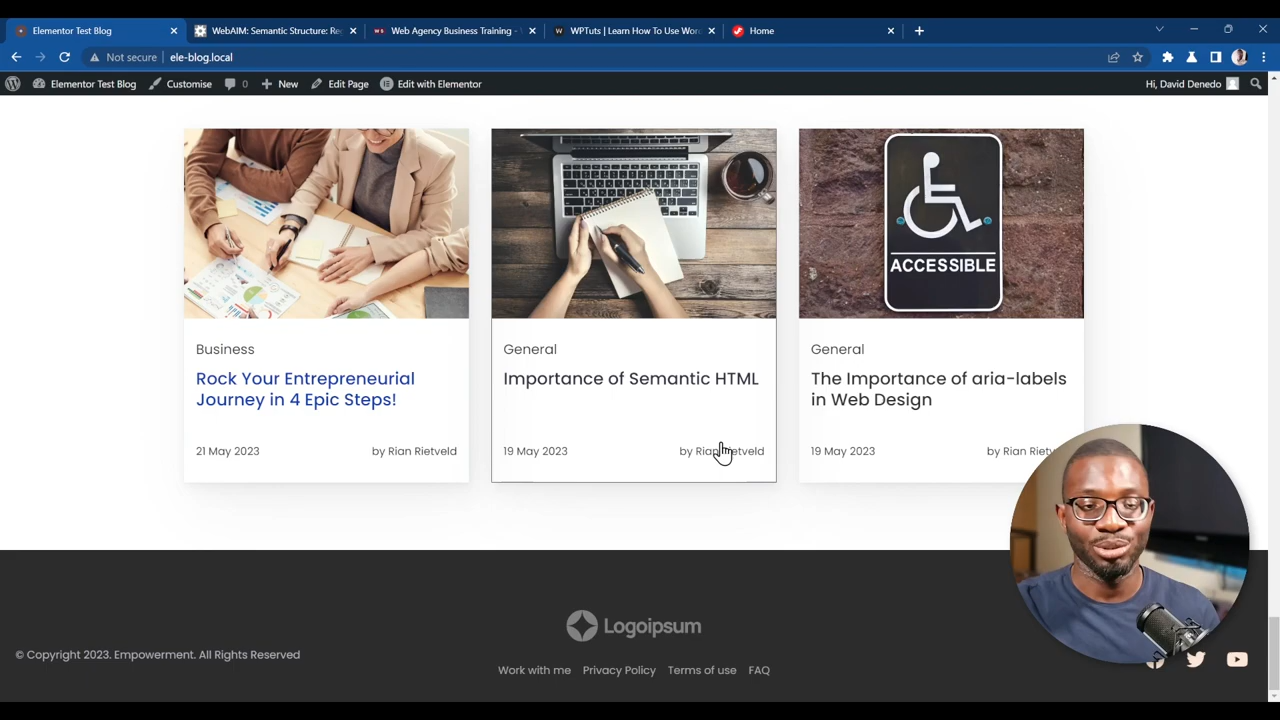 Elementor Test Blog
WebAIM: Semantic Structure: Re
Web Agency Business Training -
WPTuts | Learn How To Use Wor
Home
Not secure
ele-blog.local
Elementor Test Blog
Customise
0
New
Edit Page
Edit with Elementor
Hi, David Denedo
ACCESSIBLE
Business
Rock Your Entrepreneurial
Journey in 4 Epic Steps!
21 May 2023
by Rian Rietveld
General
Importance of Semantic HTML
19 May 2023
by Rian Rietveld
General
The Importance of aria-labels
in Web Design
19 May 2023
by Rian
Logoipsum
© Copyright 2023. Empowerment. All Rights Reserved
Work with me
Privacy Policy
Terms of use
FAQ